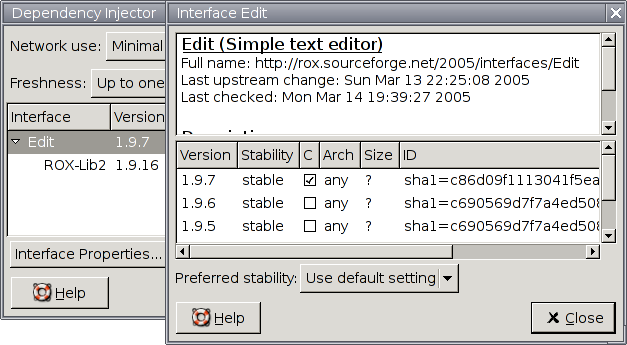 Dependency Injector
Network use: Minimal
Freshness: Up to one
Interface Version
Edit 1.9.7
ROX-Lib2 1.9.16
Interface Properties...
Help
Interface Edit
Edit (Simple text editor)
Full name: http://rox.sourceforge.net/2005/interfaces/Edit
Last upstream change: Sun Mar 13 22:25:08 2005
Last checked: Mon Mar 14 19:39:27 2005
Version Stability C Arch Size ID
1.9.7 stable any ? sha1=c86d09f1113041f5ea
1.9.6 stable any ? sha1=c690569d7f7a4ed508
1.9.5 stable any ? sha1=c690569d7f7a4ed508
Preferred stability: Use default setting
Help Close